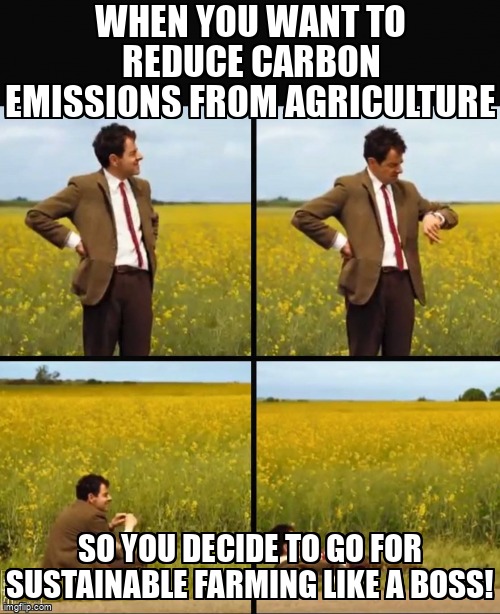 WHEN YOU WANT TO
REDUCE CARBON
EMISSIONS FROM AGRICULTURE
SO YOU DECIDE TO GO FOR
SUSTAINABLE FARMING LIKE A BOSS!
imgflip.com